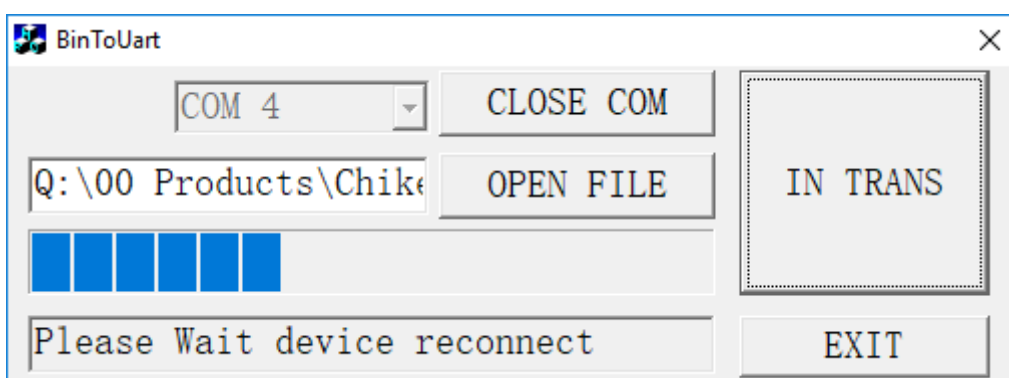 BinToUart
COM 4
CLOSE COM
Q:\00 Products\Chike
OPEN FILE
IN TRANS
Please Wait device reconnect
EXIT